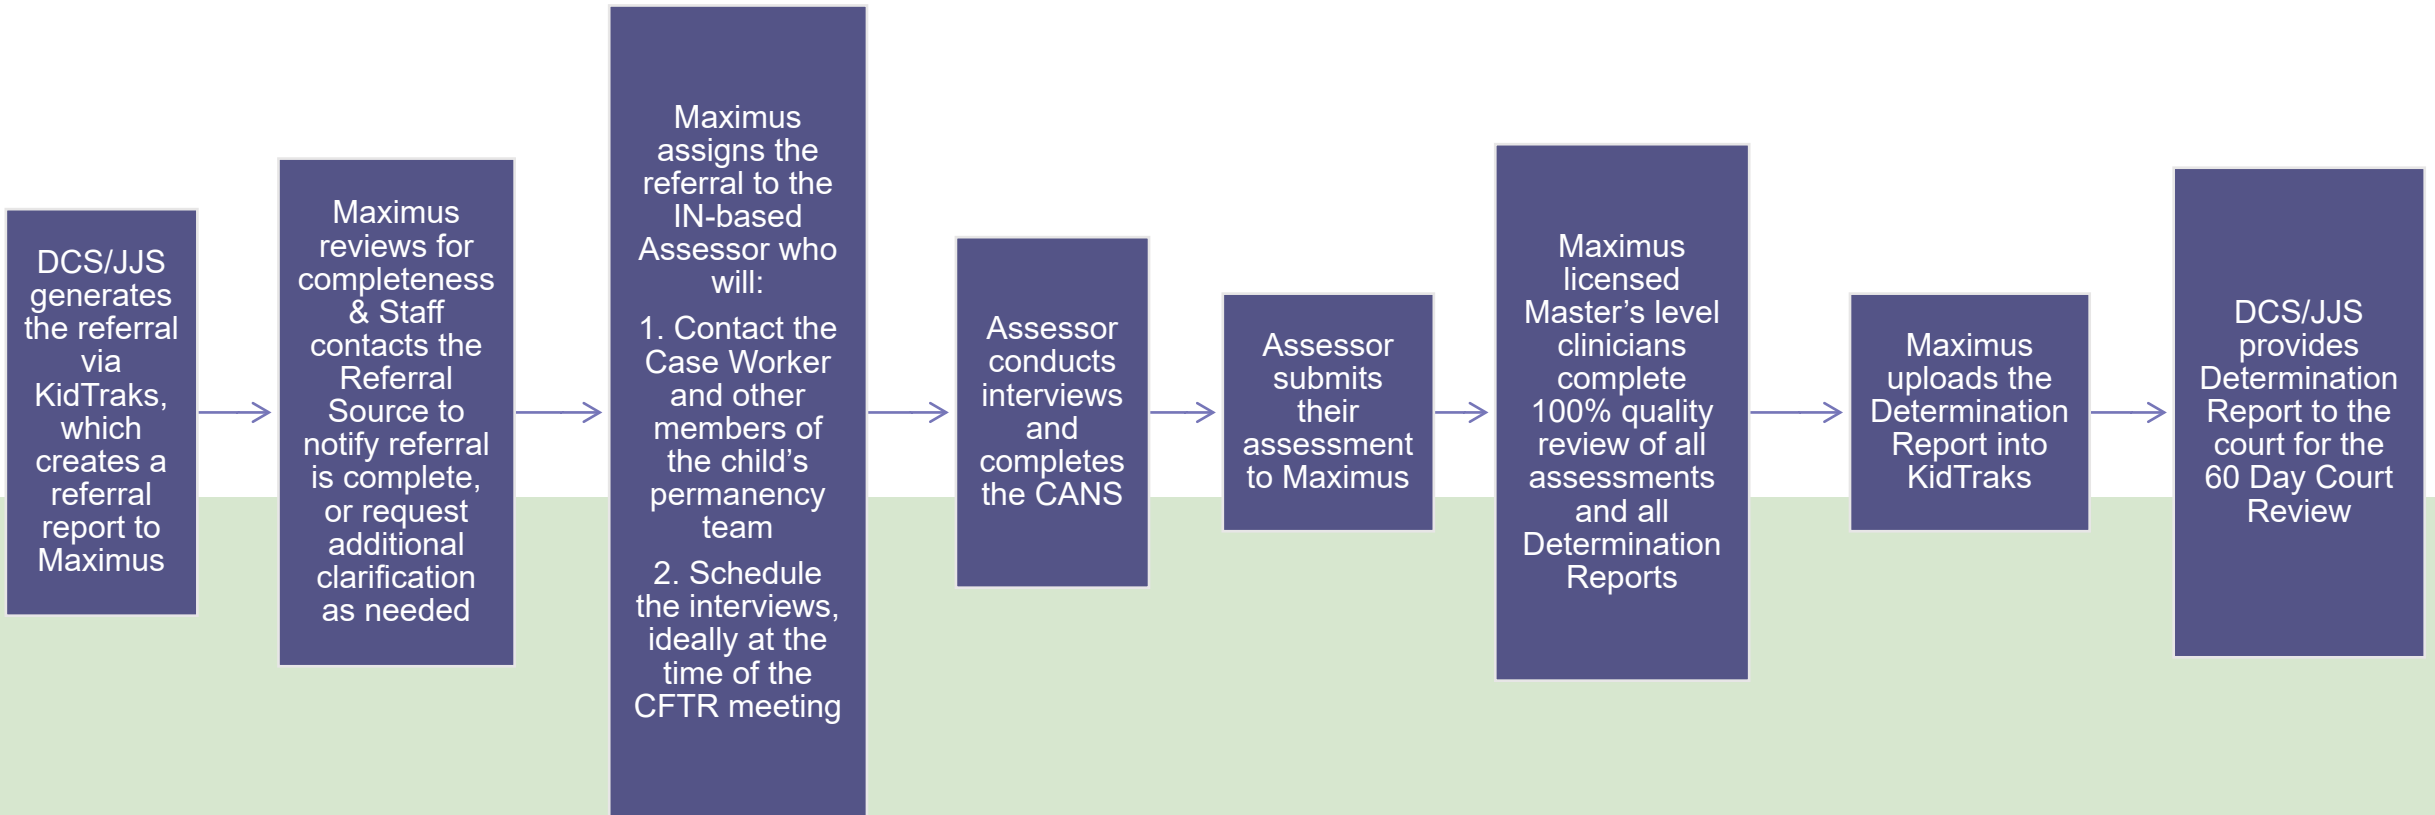 DCS/JJS
generates
the referral
via
KidTraks,
which
creates a
referral
report to
Maximus
Maximus
reviews for
completeness
& Staff
contacts the
Referral
Source to
notify referral
is complete,
or request
additional
clarification
as needed
Maximus
assigns the
referral to the
IN-based
Assessor who
will:
1. Contact the
Case Worker
and other
members of
the child’s
permanency
team
2. Schedule
the interviews,
ideally at the
time of the
CFTR meeting
Assessor
conducts
interviews
and
completes
the CANS
Assessor
submits
their
assessment
to Maximus
Maximus
licensed
Master’s level
clinicians
complete
100% quality
review of all
assessments
and all
Determination
Reports
Maximus
uploads the
Determination
Report into
KidTraks
DCS/JJS
provides
Determination
Report to the
court for the
60 Day Court
Review